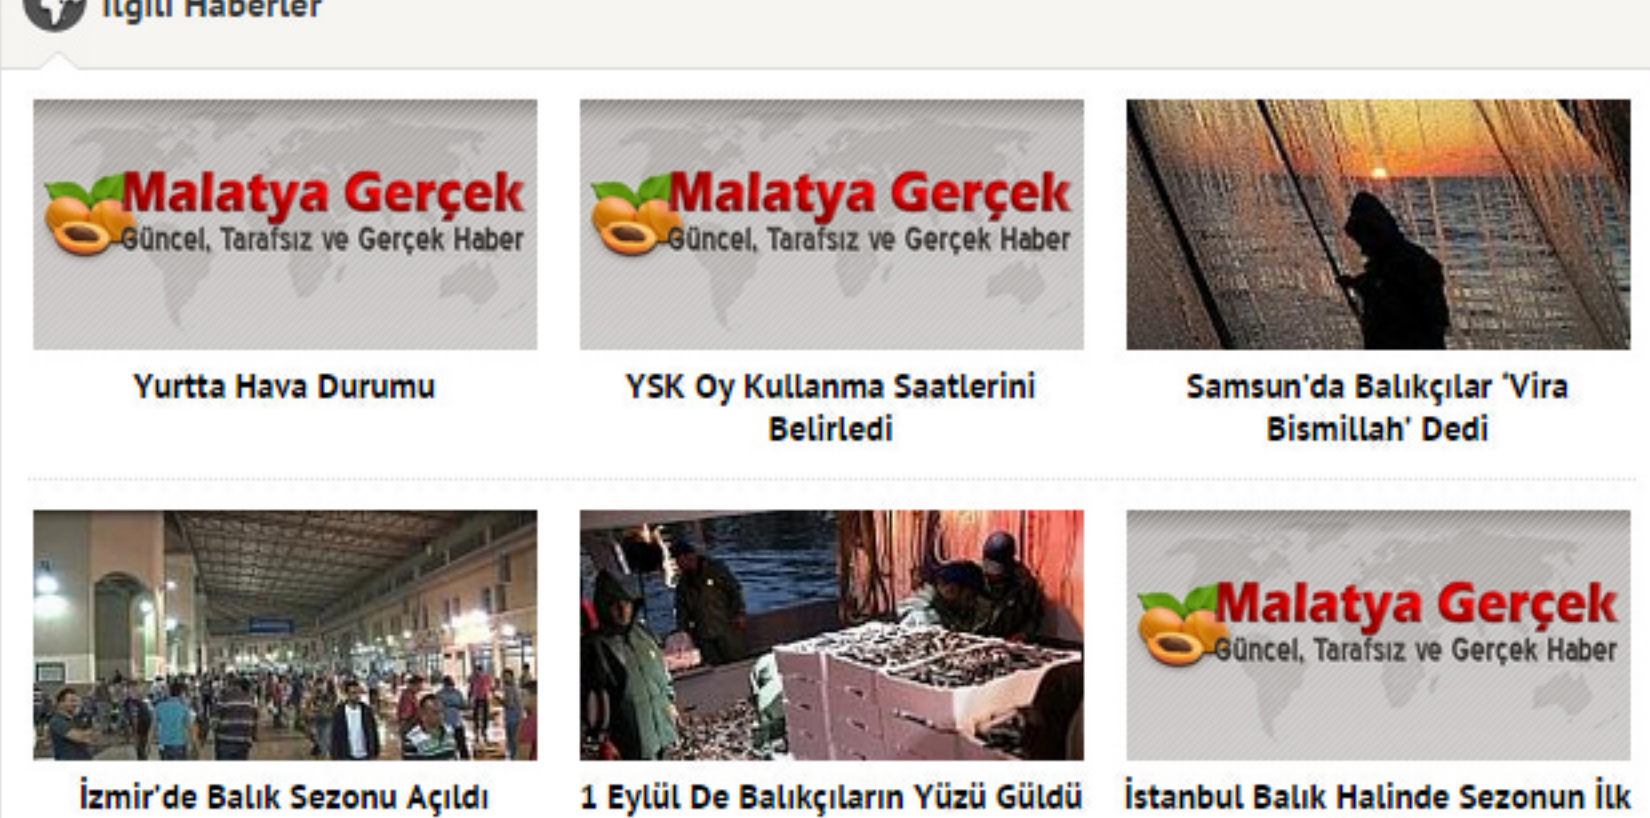 İlgili Haberler
Malatya Gerçek
Güncel, Tarafsız ve Gerçek Haber
Malatya Gerçek
Güncel, Tarafsız ve Gerçek Haber
Yurtta Hava Durumu
YSK Oy Kullanma Saatlerini
Belirledi
Samsun'da Balıkçılar 'Vira
Bismillah' Dedi
Malatya Gerçek
Güncel, Tarafsız ve Gerçek Haber
İzmir'de Balık Sezonu Açıldı
1 Eylül De Balıkçıların Yüzü Güldü
İstanbul Balık Halinde Sezonun İlk